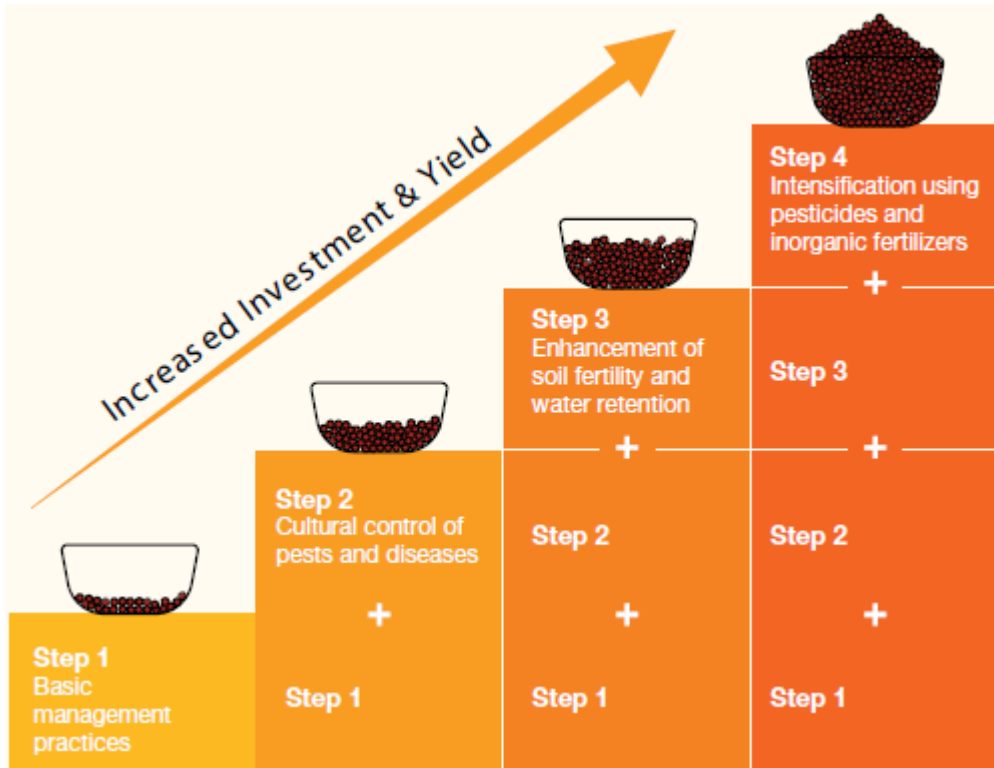 Increased Investment & Yield
Step 4
Intensification using
pesticides and
inorganic fertilizers
+
Step 3
Enhancement of
soil fertility and
water retention
Step 3
+
+
Step 2
Cultural control of
pests and diseases
Step 2
Step 2
+
+
+
Step 1
Basic
management
practices
Step 1
Step 1
Step 1